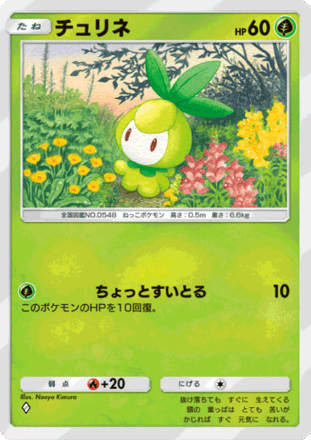 たね チュリネ HP60
全国図鑑NO.0548 ねっこポケモン 高さ：0.5m 重さ：6.6kg
ちょっとすいとる 10
このポケモンのHPを10回復。
弱点 +20 にげる
Illus. Naoyo Kimura
抜け落ちても すぐに 生えてくる
頭の 葉っぱは とても 苦いが
かじれば すぐ 元気に なれる。